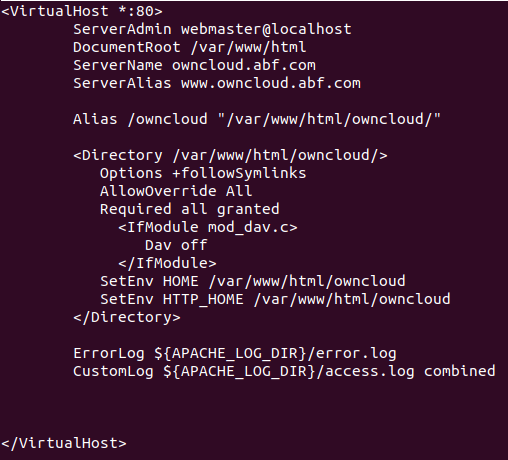 <VirtualHost *:80>
ServerAdmin webmaster@localhost
DocumentRoot /var/www/html
ServerName owncloud.abf.com
ServerAlias www.owncloud.abf.com
Alias /owncloud "/var/www/html/owncloud/"
<Directory /var/www/html/owncloud/>
Options +followSymlinks
AllowOverride All
Required all granted
<IfModule mod_dav.c>
Dav off
</IfModule>
SetEnv HOME /var/www/html/owncloud
SetEnv HTTP_HOME /var/www/html/owncloud
</Directory>
ErrorLog ${APACHE_LOG_DIR}/error.log
CustomLog ${APACHE_LOG_DIR}/access.log combined
</VirtualHost>